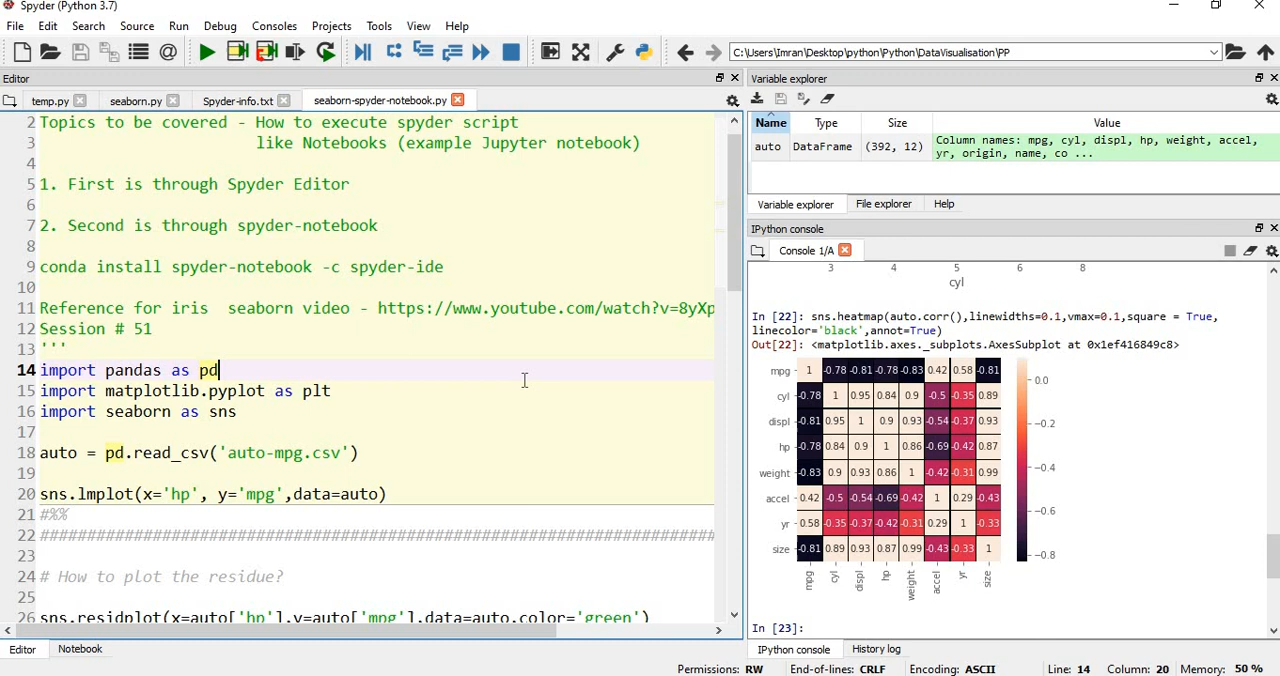 Spyder (Python 3.7)
File Edit Search Source Run Debug Consoles Projects Tools View Help
C:\Users\Imran\Desktop\python\Python\DataVisualisation\PP
Editor
temp.py seaborn.py Spyder-info.txt seaborn-spyder-notebook.py
2 Topics to be covered - How to execute spyder script
3 like Notebooks (example Jupyter notebook)
4
5 1. First is through Spyder Editor
6
7 2. Second is through spyder-notebook
8
9 conda install spyder-notebook -c spyder-ide
10
11 Reference for iris  seaborn video - https://www.youtube.com/watch?v=8yXp
12 Session # 51
13 '''
14 import pandas as pd
15 import matplotlib.pyplot as plt
16 import seaborn as sns
17
18 auto = pd.read_csv('auto-mpg.csv')
19
20 sns.lmplot(x='hp', y='mpg',data=auto)
21 #%%
22 ##########################################################################
23
24 # How to plot the residue?
25
26 sns.residplot(x=auto['hp'],y=auto['mpg'],data=auto,color='green')
Editor Notebook
Variable explorer
Name Type Size Value
auto DataFrame (392, 12) Column names: mpg, cyl, displ, hp, weight, accel,
yr, origin, name, co ...
Variable explorer File explorer Help
IPython console
Console 1/A
3 4 5 6 8
cyl
In [22]: sns.heatmap(auto.corr(),linewidths=0.1,vmax=0.1,square = True,
linecolor='black',annot=True)
Out[22]: <matplotlib.axes._subplots.AxesSubplot at 0x1ef416849c8>
mpg 1 -0.78 -0.81 -0.78 -0.83 0.42 0.58 -0.81
cyl -0.78 1 0.95 0.84 0.9 -0.5 -0.35 0.89
displ -0.81 0.95 1 0.9 0.93 -0.54 -0.37 0.93
hp -0.78 0.84 0.9 1 0.86 -0.69 -0.42 0.87
weight -0.83 0.9 0.93 0.86 1 -0.42 -0.31 0.99
accel 0.42 -0.5 -0.54 -0.69 -0.42 1 0.29 -0.43
yr 0.58 -0.35 -0.37 -0.42 -0.31 0.29 1 -0.33
size -0.81 0.89 0.93 0.87 0.99 -0.43 -0.33 1
mpg cyl displ hp weight accel yr size
0.0
-0.2
-0.4
-0.6
-0.8
In [23]:
IPython console History log
Permissions: RW End-of-lines: CRLF Encoding: ASCII Line: 14 Column: 20 Memory: 50 %